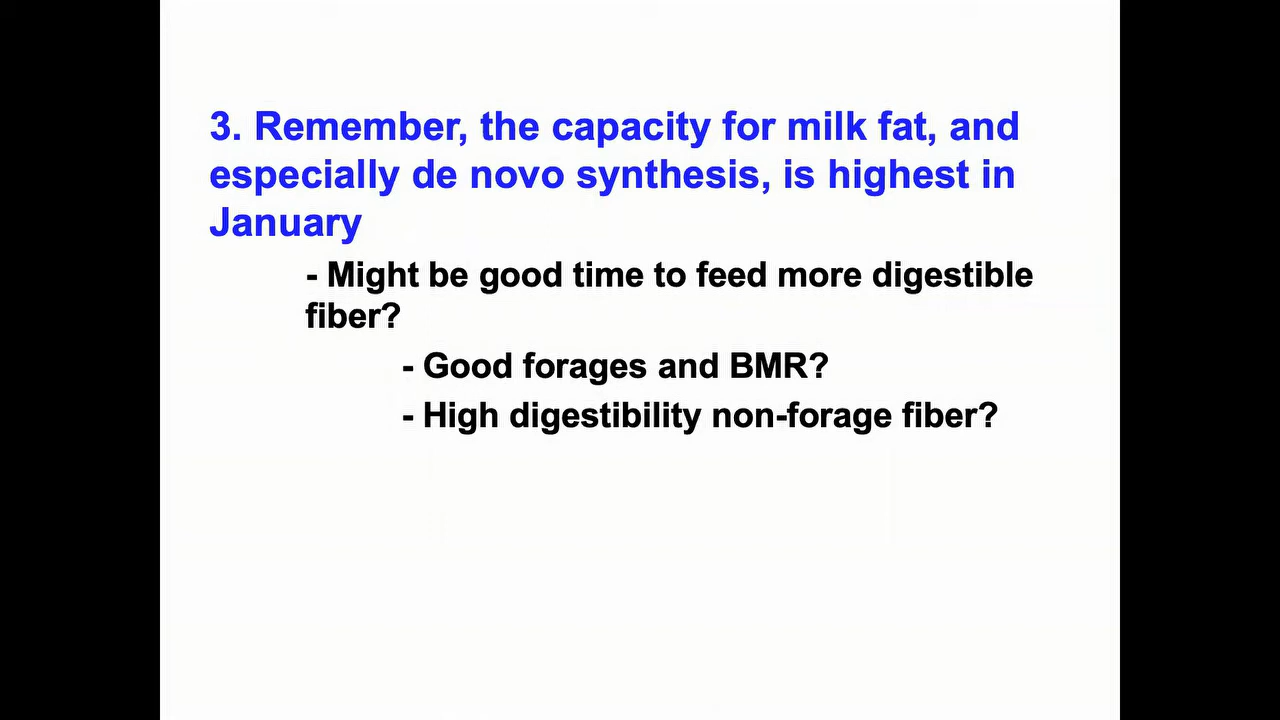 3. Remember, the capacity for milk fat, and
especially de novo synthesis, is highest in
January
- Might be good time to feed more digestible
fiber?
- Good forages and BMR?
- High digestibility non-forage fiber?